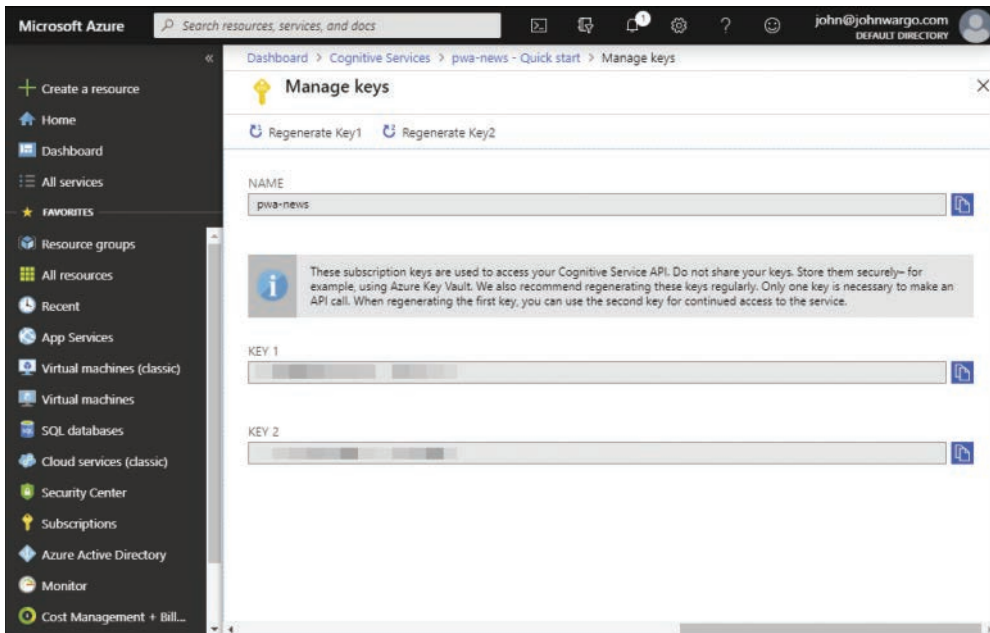 Microsoft Azure
Search resources, services, and docs
1
?
john@johnwargo.com
DEFAULT DIRECTORY
«
Create a resource
Home
Dashboard
All services
FAVORITES
Resource groups
All resources
Recent
App Services
Virtual machines (classic)
Virtual machines
SQL databases
Cloud services (classic)
Security Center
Subscriptions
Azure Active Directory
Monitor
Cost Management + Bill...
Dashboard > Cognitive Services > pwa-news - Quick start > Manage keys
Manage keys
Regenerate Key1 Regenerate Key2
NAME
pwa-news
These subscription keys are used to access your Cognitive Service API. Do not share your keys. Store them securely– for
example, using Azure Key Vault. We also recommend regenerating these keys regularly. Only one key is necessary to make an
API call. When regenerating the first key, you can use the second key for continued access to the service.
KEY 1
KEY 2